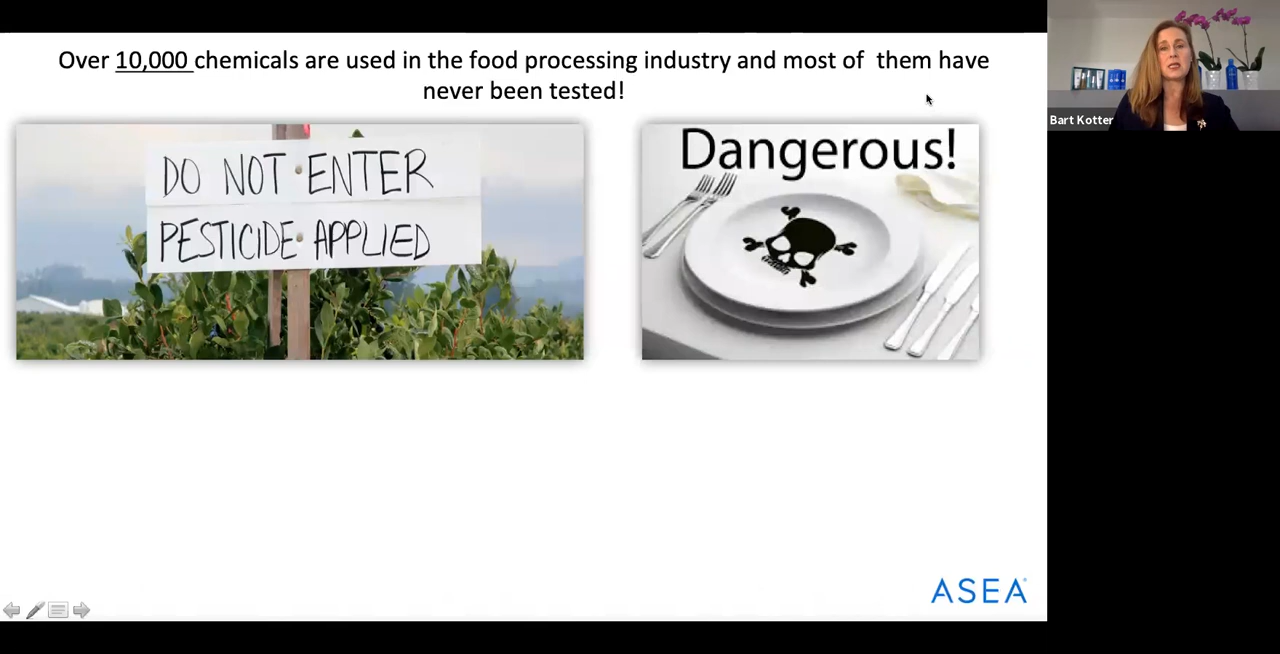 Over 10,000 chemicals are used in the food processing industry and most of them have
never been tested!
DO NOT ENTER
PESTICIDE APPLIED
Dangerous!
Bart Kotter
ASEA